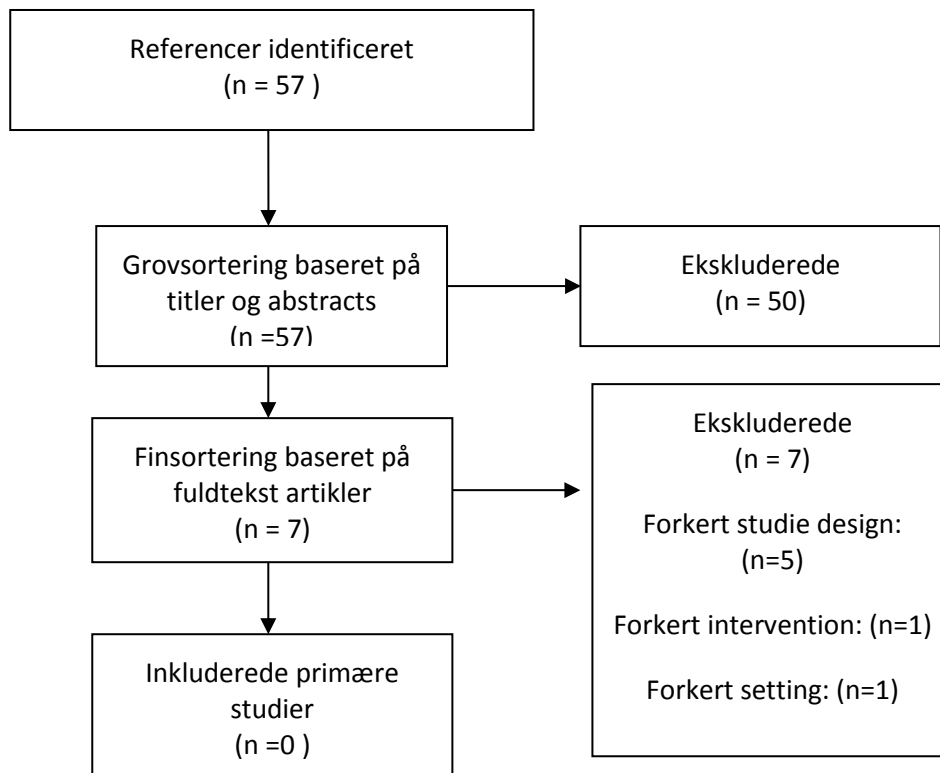 Referencer identificeret
(n = 57 )
Grovsortering baseret på
titler og abstracts
(n =57)
Ekskluderede
(n = 50)
Finsortering baseret på
fuldtekst artikler
(n = 7)
Ekskluderede
(n = 7)
Forkert studie design:
(n=5)
Forkert intervention: (n=1)
Forkert setting: (n=1)
Inkluderede primære
studier
(n =0 )